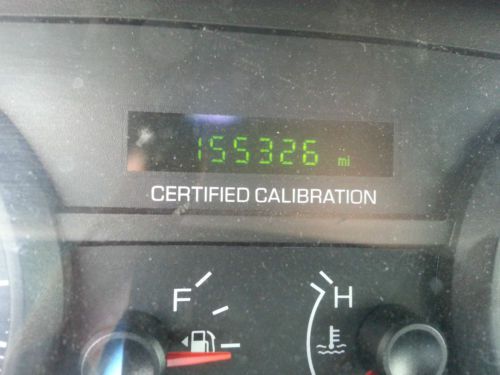 155326 mi
CERTIFIED CALIBRATION
F H